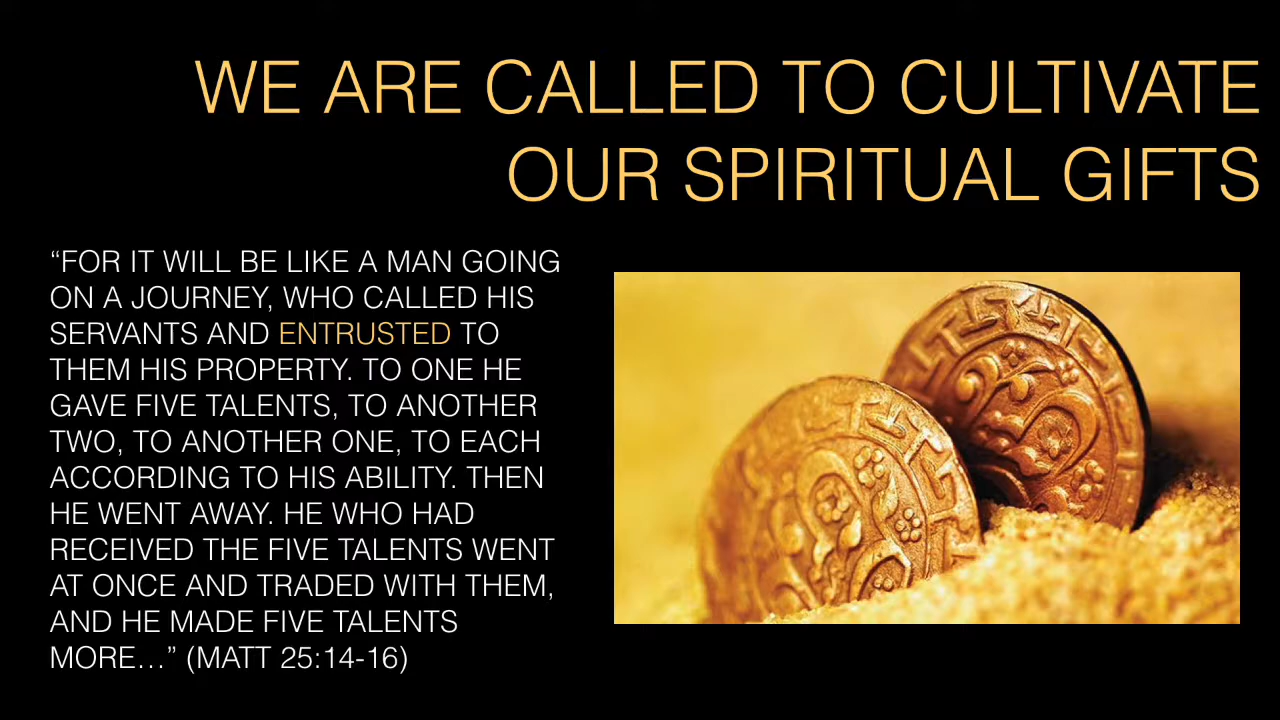 WE ARE CALLED TO CULTIVATE
OUR SPIRITUAL GIFTS
“FOR IT WILL BE LIKE A MAN GOING
ON A JOURNEY, WHO CALLED HIS
SERVANTS AND ENTRUSTED TO
THEM HIS PROPERTY. TO ONE HE
GAVE FIVE TALENTS, TO ANOTHER
TWO, TO ANOTHER ONE, TO EACH
ACCORDING TO HIS ABILITY. THEN
HE WENT AWAY. HE WHO HAD
RECEIVED THE FIVE TALENTS WENT
AT ONCE AND TRADED WITH THEM,
AND HE MADE FIVE TALENTS
MORE…” (MATT 25:14-16)